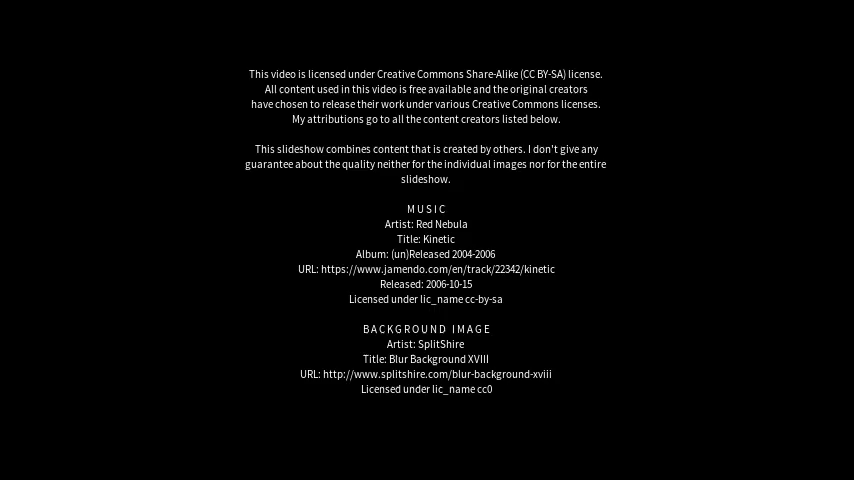 This video is licensed under Creative Commons Share-Alike (CC BY-SA) license.
All content used in this video is free available and the original creators
have chosen to release their work under various Creative Commons licenses.
My attributions go to all the content creators listed below.
This slideshow combines content that is created by others. I don't give any
guarantee about the quality neither for the individual images nor for the entire
slideshow.
MUSIC
Artist: Red Nebula
Title: Kinetic
Album: (un)Released 2004-2006
URL: https://www.jamendo.com/en/track/22342/kinetic
Released: 2006-10-15
Licensed under lic_name cc-by-sa
BACKGROUND IMAGE
Artist: SplitShire
Title: Blur Background XVIII
URL: http://www.splitshire.com/blur-background-xviii
Licensed under lic_name cc0